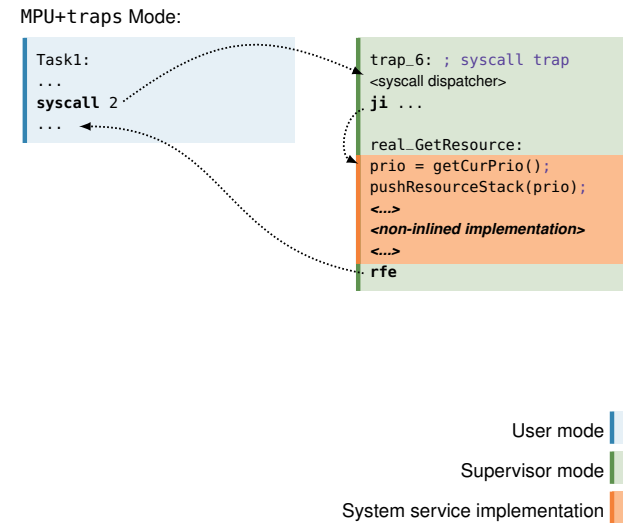 MPU+traps Mode:
Task1:
...
syscall 2
...
trap_6: ; syscall trap
<syscall dispatcher>
ji ...
real_GetResource:
prio = getCurPrio();
pushResourceStack(prio);
<...>
<non-inlined implementation>
<...>
rfe
User mode
Supervisor mode
System service implementation